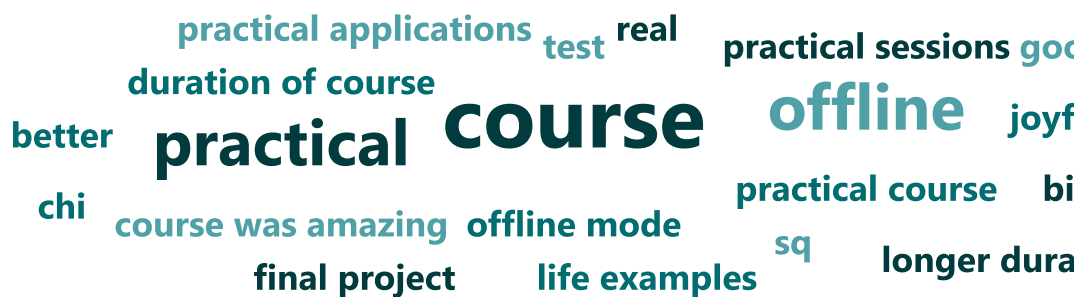 practical applications
test
real
practical sessions
duration of course
course
offline
better
practical
practical course
chi
course was amazing
offline mode
sq
longer
final project
life examples